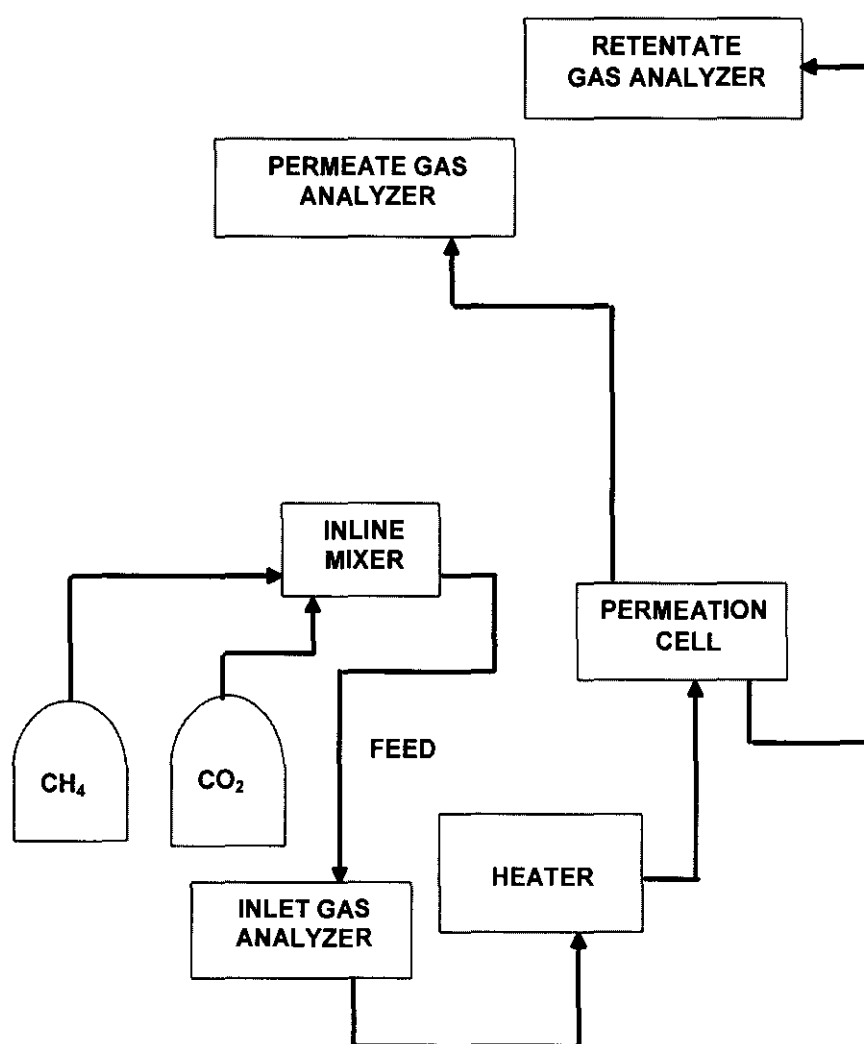 RETENTATE
GAS ANALYZER
PERMEATE GAS
ANALYZER
INLINE
MIXER
PERMEATION
CELL
CH₄
CO₂
FEED
HEATER
INLET GAS
ANALYZER